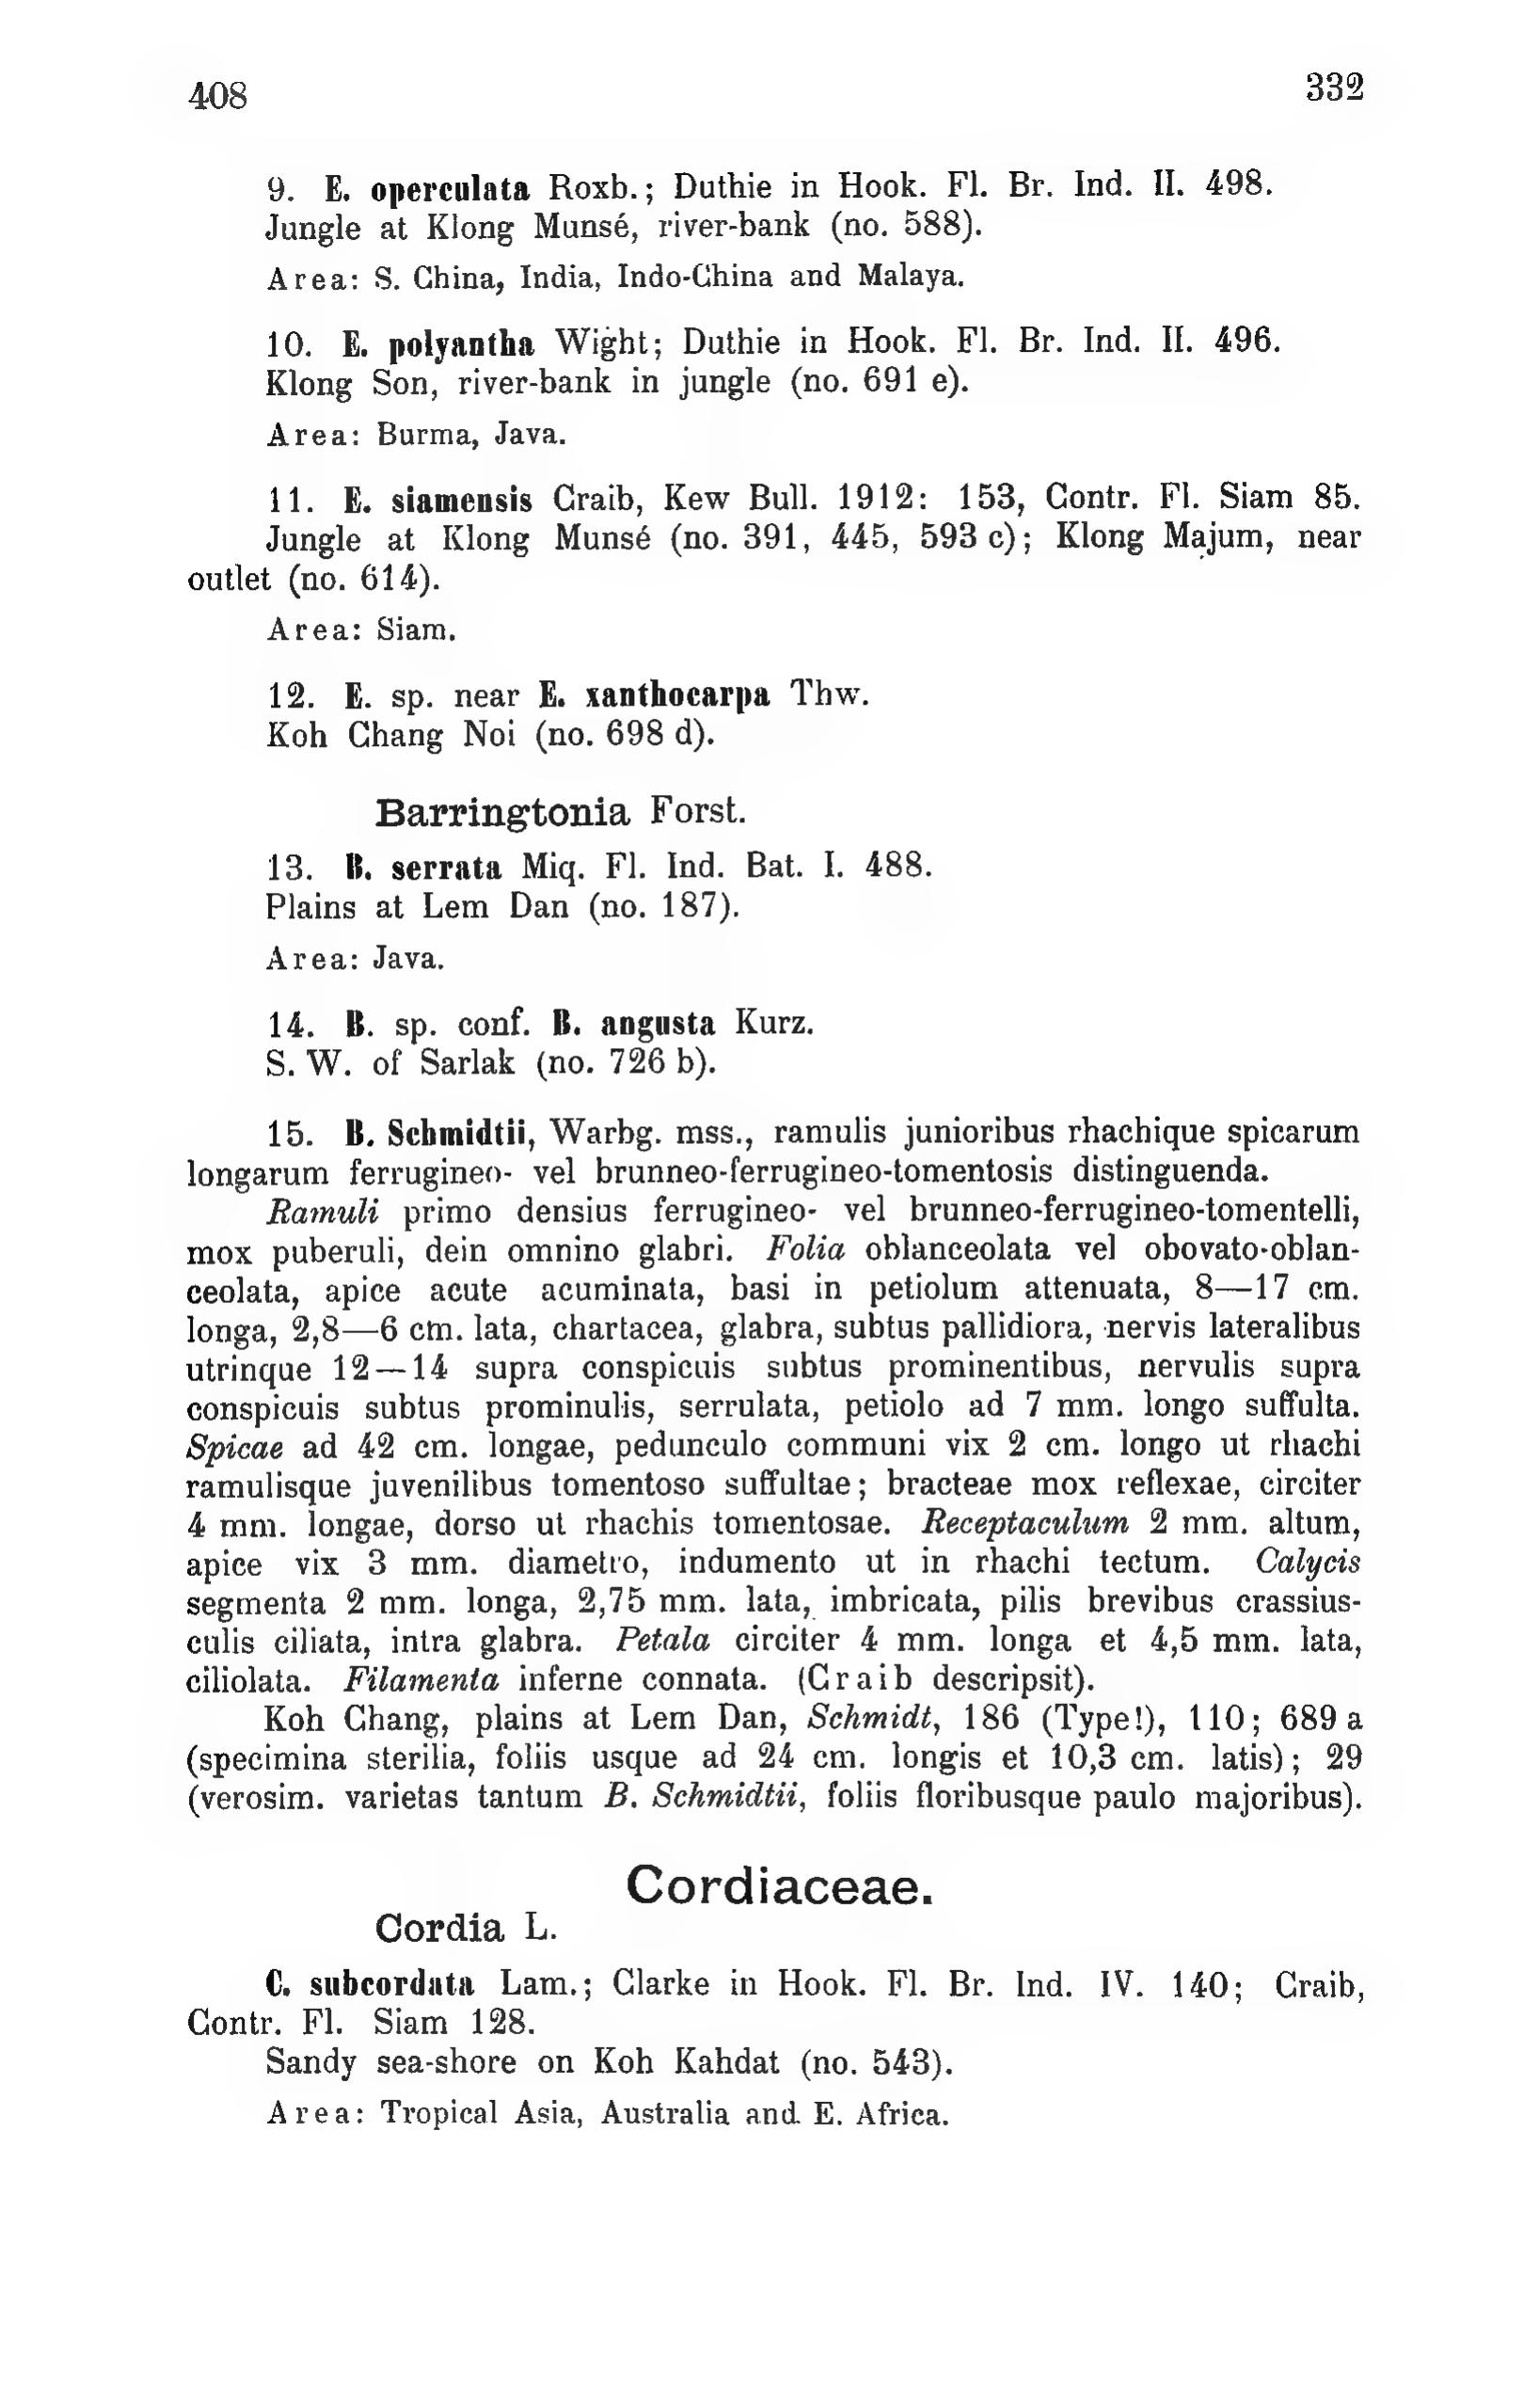 408 332
9. E. operculata Roxb.; Duthie in Hook. Fl. Br. Ind. II. 498.
Jungle at Klong Munsé, river-bank (no. 588).
Area: S. China, India, Indo-China and Malaya.
10. E. polyantha Wight; Duthie in Hook. Fl. Br. Ind. II. 496.
Klong Son, river-bank in jungle (no. 691 e).
Area: Burma, Java.
11. E. siamensis Craib, Kew Bull. 1912: 153, Contr. Fl. Siam 85.
Jungle at Klong Munsé (no. 391, 445, 593 c); Klong Majum, near
outlet (no. 614).
Area: Siam.
12. E. sp. near E. xanthocarpa Thw.
Koh Chang Noi (no. 698 d).
Barringtonia Forst.
13. B. serrata Miq. Fl. Ind. Bat. I. 488.
Plains at Lem Dan (no. 187).
Area: Java.
14. B. sp. conf. B. angusta Kurz.
S. W. of Sarlak (no. 726 b).
15. B. Schmidtii, Warbg. mss., ramulis junioribus rhachique spicarum
longarum ferrugineo- vel brunneo-ferrugineo-tomentosis distinguenda.
Ramuli primo densius ferrugineo- vel brunneo-ferrugineo-tomentelli,
mox puberuli, dein omnino glabri. Folia oblanceolata vel obovato-oblan-
ceolata, apice acute acuminata, basi in petiolum attenuata, 8—17 cm.
longa, 2,8—6 cm. lata, chartacea, glabra, subtus pallidiora, nervis lateralibus
utrinque 12—14 supra conspicuis subtus prominentibus, nervulis supra
conspicuis subtus prominulis, serrulata, petiolo ad 7 mm. longo suffulta.
Spicae ad 42 cm. longae, pedunculo communi vix 2 cm. longo ut rhachi
ramulisque juvenilibus tomentoso suffultae; bracteae mox reflexae, circiter
4 mm. longae, dorso ut rhachis tomentosae. Receptaculum 2 mm. altum,
apice vix 3 mm. diametro, indumento ut in rhachi tectum. Calycis
segmenta 2 mm. longa, 2,75 mm. lata, imbricata, pilis brevibus crassius-
culis ciliata, intra glabra. Petala circiter 4 mm. longa et 4,5 mm. lata,
ciliolata. Filamenta inferne connata. (Craib descripsit).
Koh Chang, plains at Lem Dan, Schmidt, 186 (Type!), 110; 689 a
(specimina sterilia, foliis usque ad 24 cm. longis et 10,3 cm. latis); 29
(verosim. varietas tantum B. Schmidtii, foliis floribusque paulo majoribus).
Cordiaceae.
Cordia L.
C. subcordata Lam.; Clarke in Hook. Fl. Br. Ind. IV. 140; Craib,
Contr. Fl. Siam 128.
Sandy sea-shore on Koh Kahdat (no. 543).
Area: Tropical Asia, Australia and E. Africa.